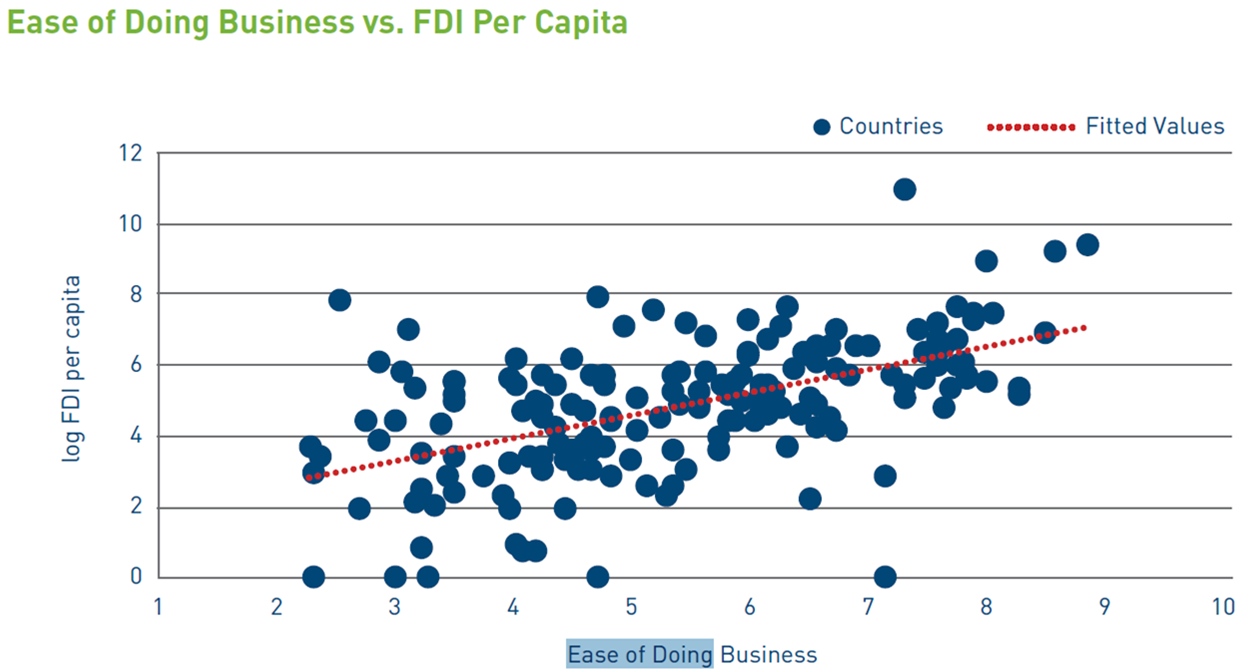 Ease of Doing Business vs. FDI Per Capita
Countries
Fitted Values
12
10
8
6
4
2
0
log FDI per capita
1 2 3 4 5 6 7 8 9 10
Ease of Doing Business